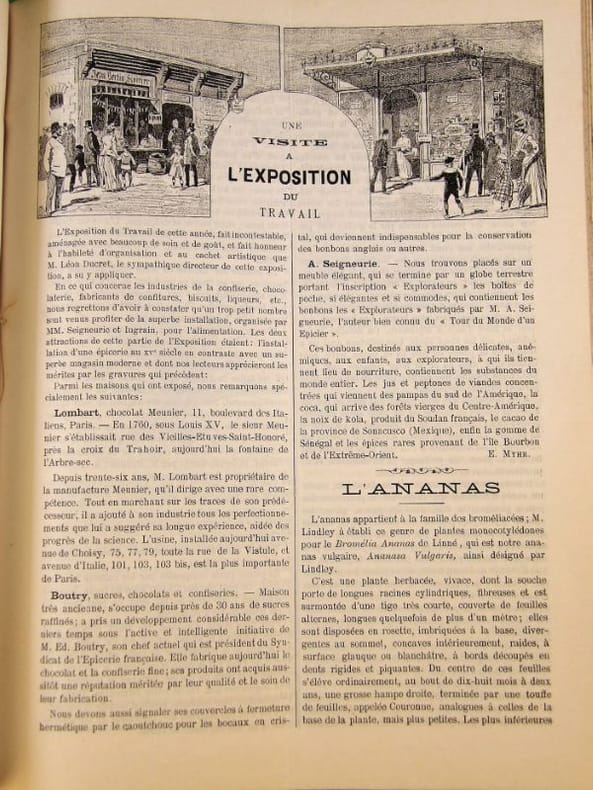 UNE
VISITE
A
L'EXPOSITION
DU
TRAVAIL
L'Exposition du Travail de cette année, fait incontestable,
aménagée avec beaucoup de soin et de goût, et fait honneur
à l'habileté d'organisation et au cachet artistique que
M. Léon Ducret, le sympathique directeur de cette exposi-
tion, a su y appliquer.
En ce qui concerne les industries de la confiserie, choco-
laterie, fabricants de confitures, biscuits, liqueurs, etc.,
nous regrettons d'avoir à constater qu'un trop petit nombre
sont venus profiter de la superbe installation, organisée par
MM. Seigneurie et Ingrain, pour l'alimentation. Les deux
attractions de cette partie de l'Exposition étaient: l'instal-
lation d'une épicerie au XVe siècle en contraste avec un su-
perbe magasin moderne et dont nos lecteurs apprécieront les
mérites par les gravures qui précèdent:
Parmi les maisons qui ont exposé, nous remarquons spé-
cialement les suivantes:
Lombart, chocolat Meunier, 11, boulevard des Ita-
liens, Paris. — En 1760, sous Louis XV, le sieur Meu-
nier s'établissait rue des Vieilles-Etuves-Saint-Honoré,
près la croix du Trahoir, aujourd'hui la fontaine de
l'Arbre-sec.
Depuis trente-six ans, M. Lombart est propriétaire de
la manufacture Meunier, qu'il dirige avec une rare com-
pétence. Tout en marchant sur les traces de son prédé-
cesseur, il a ajouté à son industrie tous les perfectionne-
ments que lui a suggéré sa longue expérience, aidée des
progrès de la science. L'usine, installée aujourd'hui ave-
nue de Choisy, 75, 77, 79, toute la rue de la Vistule, et
avenue d'Italie, 101, 103, 103 bis, est la plus importante
de Paris.
Boutry, sucres, chocolats et confiseries. — Maison
très ancienne, s'occupe depuis près de 30 ans de sucres
raffinés; a pris un développement considérable ces der-
niers temps sous l'active et intelligente initiative de
M. Ed. Boutry, son chef actuel qui est président du Syn-
dicat de l'Epicerie française. Elle fabrique aujourd'hui le
chocolat et la confiserie fine; ses produits ont acquis aus-
sitôt une réputation méritée par leur qualité et le soin de
leur fabrication.
Nous devons aussi signaler ses couvercles à fermeture
hermétique par le caoutchouc pour les bocaux en cris-
tal, qui deviennent indispensables pour la conservation
des bonbons anglais ou autres.
A. Seigneurie. — Nous trouvons placés sur un
meuble élégant, qui se termine par un globe terrestre
portant l'inscription « Explorateurs » les boîtes de
poche, si élégantes et si commodes, qui contiennent
les bonbons les « Explorateurs » fabriqués par M. A. Sei-
gneurie, l'auteur bien connu du « Tour du Monde d'un
Epicier ».
Ces bonbons, destinés aux personnes délicates, ané-
miques, aux enfants, aux explorateurs, à qui ils tien-
nent lieu de nourriture, contiennent les substances du
monde entier. Les jus et peptones de viandes concen-
trées qui viennent des pampas du sud de l'Amérique, la
coca, qui arrive des forêts vierges du Centre-Amérique,
la noix de kola, produit du Soudan français, le cacao de
la province de Sonnusco (Mexique), enfin la gomme de
Sénégal et les épices rares provenant de l'île Bourbon
et de l'Extrême-Orient. E. MYHR.
L'ANANAS
L'ananas appartient à la famille des broméliacées; M.
Lindley à établi ce genre de plantes monocotylédones
pour le Bromélia Ananas de Linné, qui est notre ana-
nas vulgaire, Ananasa Vulgaris, ainsi désigné par
Lindley.
C'est une plante herbacée, vivace, dont la souche
porte de longues racines cylindriques, fibreuses et est
surmontée d'une tige très courte, couverte de feuilles
alternes, longues quelquefois de plus d'un mètre; elles
sont disposées en rosette, imbriquées à la base, diver-
gentes au sommet, concaves intérieurement, raides, à
surface glauque ou blanchâtre, à bords découpés en
dents rigides et piquantes. Du centre de ces feuilles
s'élève ordinairement, au bout de dix-huit mois à deux
ans, une grosse hampe droite, terminée par une touffe
de feuilles, appelée Couronne, analogues à celles de la
base de la plante, mais plus petites. Les plus inférieures